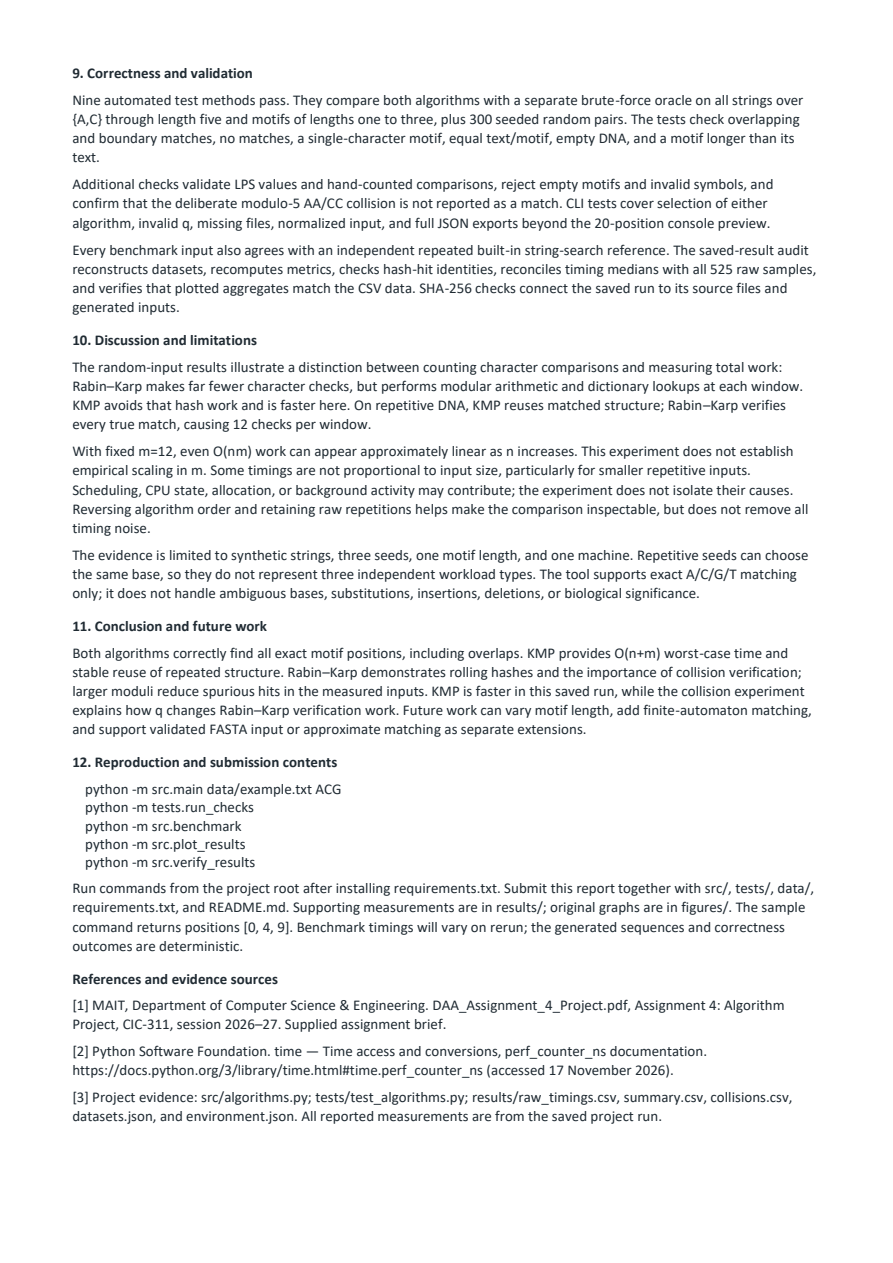 9. Correctness and validation
Nine automated test methods pass. They compare both algorithms with a separate brute-force oracle on all strings over
{A,C} through length five and motifs of lengths one to three, plus 300 seeded random pairs. The tests check overlapping
and boundary matches, no matches, a single-character motif, equal text/motif, empty DNA, and a motif longer than its
text.
Additional checks validate LPS values and hand-counted comparisons, reject empty motifs and invalid symbols, and
confirm that the deliberate modulo-5 AA/CC collision is not reported as a match. CLI tests cover selection of either
algorithm, invalid q, missing files, normalized input, and full JSON exports beyond the 20-position console preview.
Every benchmark input also agrees with an independent repeated built-in string-search reference. The saved-result audit
reconstructs datasets, recomputes metrics, checks hash-hit identities, reconciles timing medians with all 525 raw samples,
and verifies that plotted aggregates match the CSV data. SHA-256 checks connect the saved run to its source files and
generated inputs.
10. Discussion and limitations
The random-input results illustrate a distinction between counting character comparisons and measuring total work:
Rabin–Karp makes far fewer character checks, but performs modular arithmetic and dictionary lookups at each window.
KMP avoids that hash work and is faster here. On repetitive DNA, KMP reuses matched structure; Rabin–Karp verifies
every true match, causing 12 checks per window.
With fixed m=12, even O(nm) work can appear approximately linear as n increases. This experiment does not establish
empirical scaling in m. Some timings are not proportional to input size, particularly for smaller repetitive inputs.
Scheduling, CPU state, allocation, or background activity may contribute; the experiment does not isolate their causes.
Reversing algorithm order and retaining raw repetitions helps make the comparison inspectable, but does not remove all
timing noise.
The evidence is limited to synthetic strings, three seeds, one motif length, and one machine. Repetitive seeds can choose
the same base, so they do not represent three independent workload types. The tool supports exact A/C/G/T matching
only; it does not handle ambiguous bases, substitutions, insertions, deletions, or biological significance.
11. Conclusion and future work
Both algorithms correctly find all exact motif positions, including overlaps. KMP provides O(n+m) worst-case time and
stable reuse of repeated structure. Rabin–Karp demonstrates rolling hashes and the importance of collision verification;
larger moduli reduce spurious hits in the measured inputs. KMP is faster in this saved run, while the collision experiment
explains how q changes Rabin–Karp verification work. Future work can vary motif length, add finite-automaton matching,
and support validated FASTA input or approximate matching as separate extensions.
12. Reproduction and submission contents
python -m src.main data/example.txt ACG
python -m tests.run_checks
python -m src.benchmark
python -m src.plot_results
python -m src.verify_results
Run commands from the project root after installing requirements.txt. Submit this report together with src/, tests/, data/,
requirements.txt, and README.md. Supporting measurements are in results/; original graphs are in figures/. The sample
command returns positions [0, 4, 9]. Benchmark timings will vary on rerun; the generated sequences and correctness
outcomes are deterministic.
References and evidence sources
[1] MAIT, Department of Computer Science & Engineering. DAA_Assignment_4_Project.pdf, Assignment 4: Algorithm
Project, CIC-311, session 2026–27. Supplied assignment brief.
[2] Python Software Foundation. time — Time access and conversions, perf_counter_ns documentation.
https://docs.python.org/3/library/time.html#time.perf_counter_ns (accessed 17 November 2026).
[3] Project evidence: src/algorithms.py; tests/test_algorithms.py; results/raw_timings.csv, summary.csv, collisions.csv,
datasets.json, and environment.json. All reported measurements are from the saved project run.